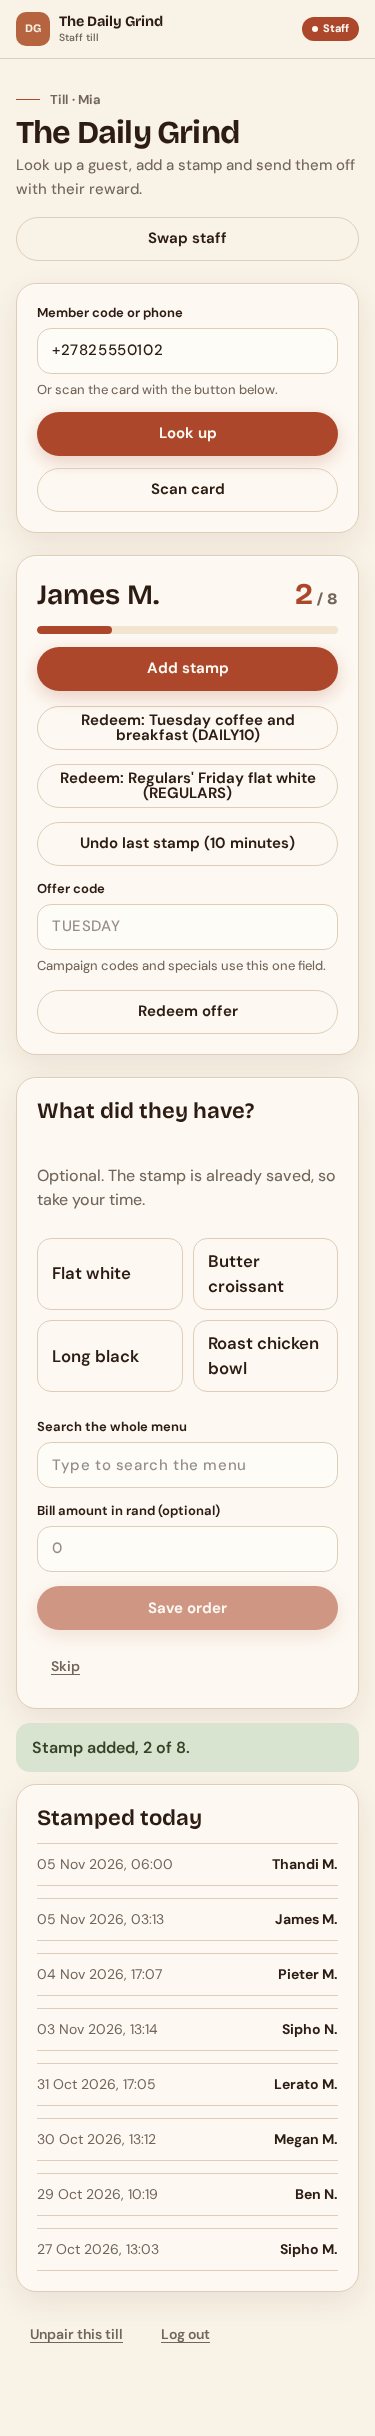 DG
The Daily Grind
Staff till
Staff
Till · Mia
The Daily Grind
Look up a guest, add a stamp and send them off
with their reward.
Swap staff
Member code or phone
+27825550102
Or scan the card with the button below.
Look up
Scan card
James M.
2 / 8
Add stamp
Redeem: Tuesday coffee and
breakfast (DAILY10)
Redeem: Regulars' Friday flat white
(REGULARS)
Undo last stamp (10 minutes)
Offer code
TUESDAY
Campaign codes and specials use this one field.
Redeem offer
What did they have?
Optional. The stamp is already saved, so
take your time.
Flat white
Butter
croissant
Long black
Roast chicken
bowl
Search the whole menu
Type to search the menu
Bill amount in rand (optional)
0
Save order
Skip
Stamp added, 2 of 8.
Stamped today
05 Nov 2026, 06:00 Thandi M.
05 Nov 2026, 03:13 James M.
04 Nov 2026, 17:07 Pieter M.
03 Nov 2026, 13:14 Sipho N.
31 Oct 2026, 17:05 Lerato M.
30 Oct 2026, 13:12 Megan M.
29 Oct 2026, 10:19 Ben N.
27 Oct 2026, 13:03 Sipho M.
Unpair this till
Log out